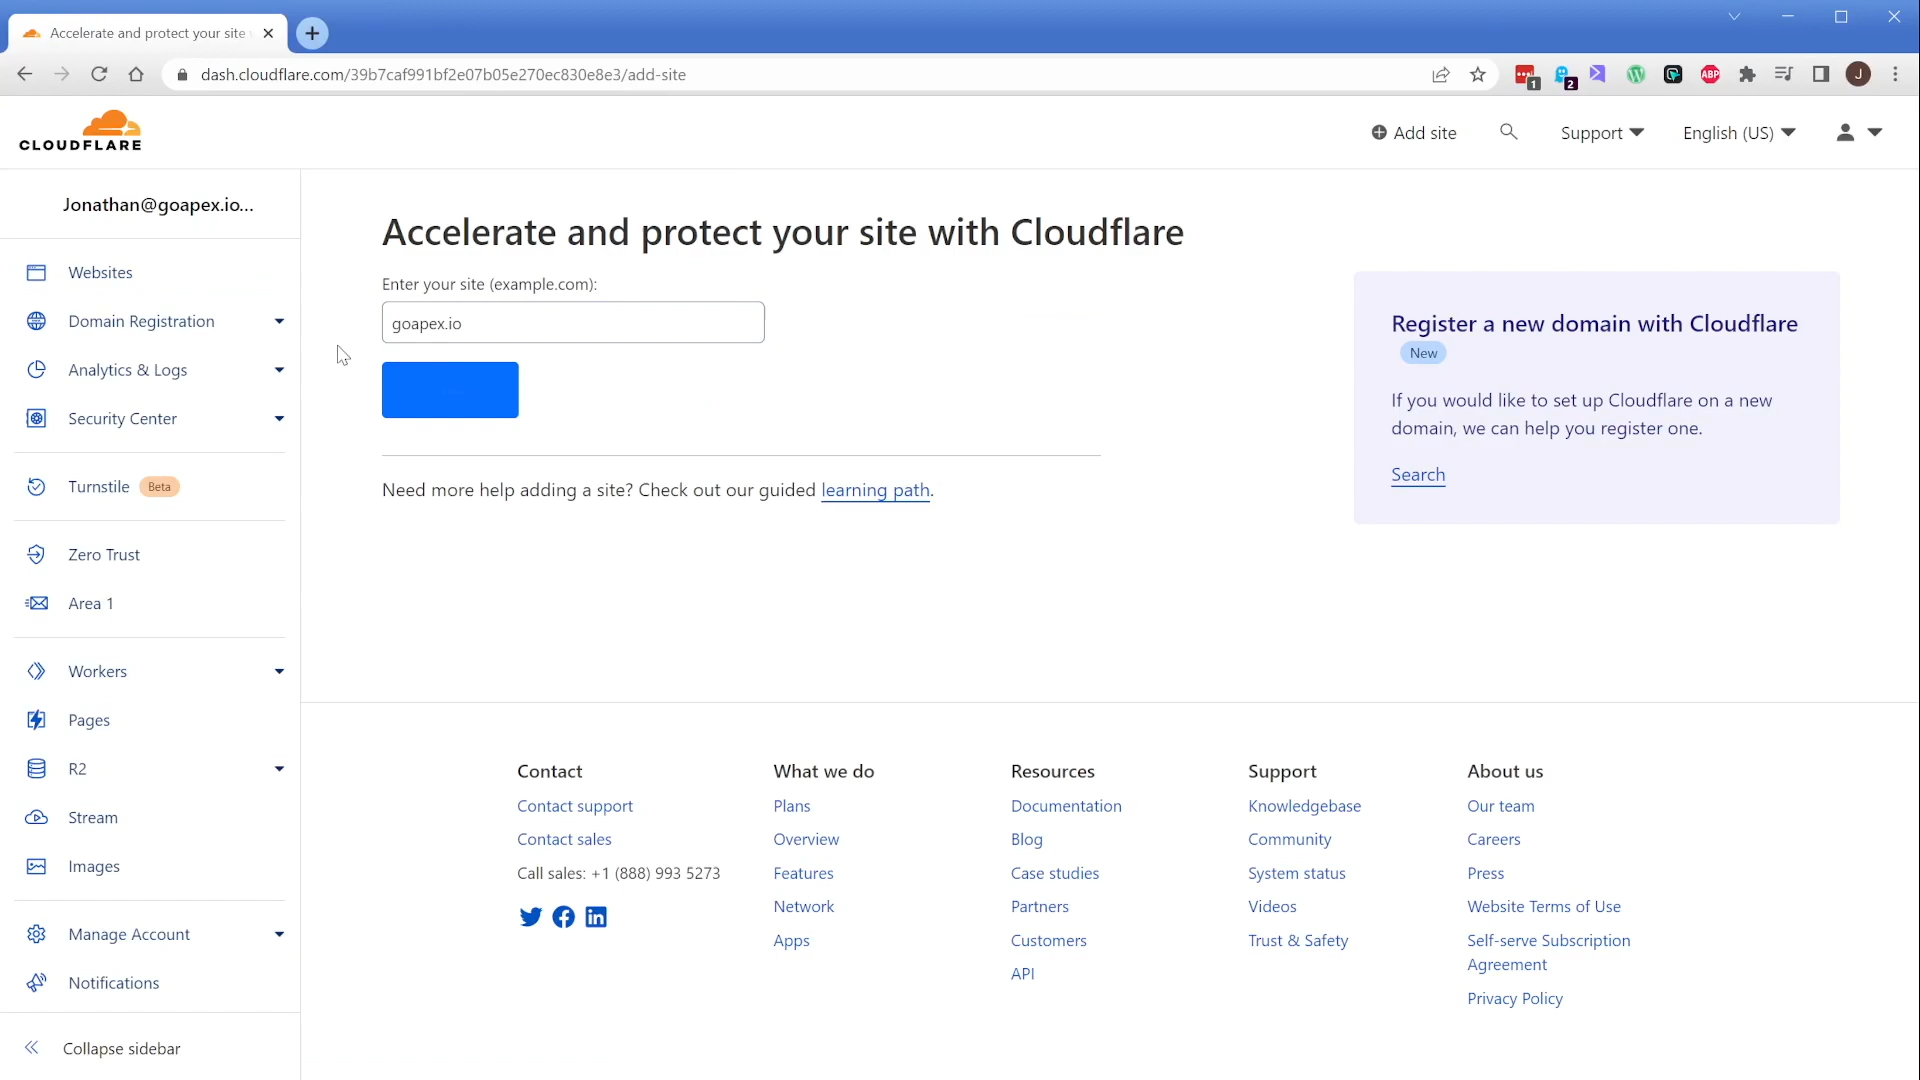 Accelerate and protect your site
dash.cloudflare.com/39b7caf991bf2e07b05e270ec830e8e3/add-site
1
2
ABP
J
CLOUDFLARE
Add site
Support
English (US)
Jonathan@goapex.io...
Websites
Domain Registration
Analytics & Logs
Security Center
Turnstile Beta
Zero Trust
Area 1
Workers
Pages
R2
Stream
Images
Manage Account
Notifications
Collapse sidebar
Accelerate and protect your site with Cloudflare
Enter your site (example.com):
goapex.io
Need more help adding a site? Check out our guided learning path.
Register a new domain with Cloudflare
New
If you would like to set up Cloudflare on a new
domain, we can help you register one.
Search
Contact
Contact support
Contact sales
Call sales: +1 (888) 993 5273
What we do
Plans
Overview
Features
Network
Apps
Resources
Documentation
Blog
Case studies
Partners
Customers
API
Support
Knowledgebase
Community
System status
Videos
Trust & Safety
About us
Our team
Careers
Press
Website Terms of Use
Self-serve Subscription
Agreement
Privacy Policy